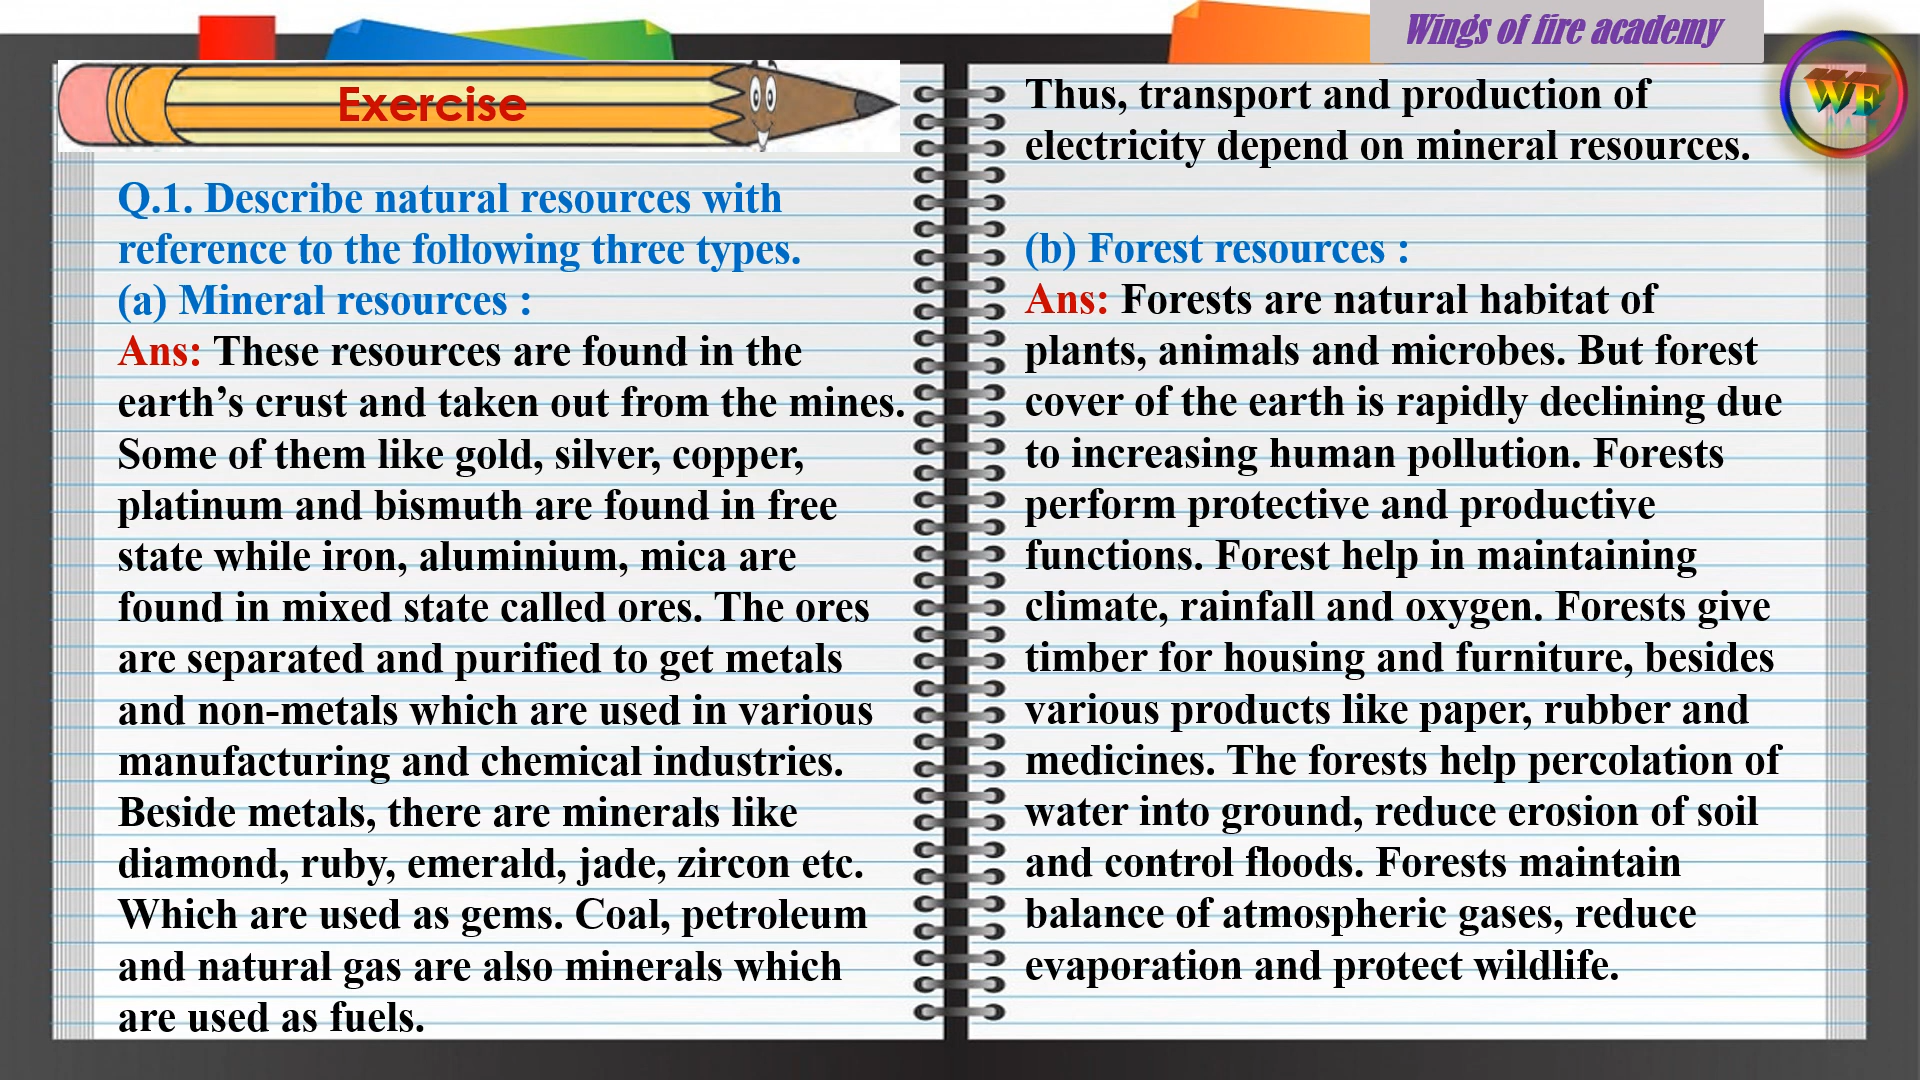 Wings of fire academy
WF
Exercise
Q.1. Describe natural resources with
reference to the following three types.
(a) Mineral resources :
Ans: These resources are found in the
earth’s crust and taken out from the mines.
Some of them like gold, silver, copper,
platinum and bismuth are found in free
state while iron, aluminium, mica are
found in mixed state called ores. The ores
are separated and purified to get metals
and non-metals which are used in various
manufacturing and chemical industries.
Beside metals, there are minerals like
diamond, ruby, emerald, jade, zircon etc.
Which are used as gems. Coal, petroleum
and natural gas are also minerals which
are used as fuels.
Thus, transport and production of
electricity depend on mineral resources.
(b) Forest resources :
Ans: Forests are natural habitat of
plants, animals and microbes. But forest
cover of the earth is rapidly declining due
to increasing human pollution. Forests
perform protective and productive
functions. Forest help in maintaining
climate, rainfall and oxygen. Forests give
timber for housing and furniture, besides
various products like paper, rubber and
medicines. The forests help percolation of
water into ground, reduce erosion of soil
and control floods. Forests maintain
balance of atmospheric gases, reduce
evaporation and protect wildlife.